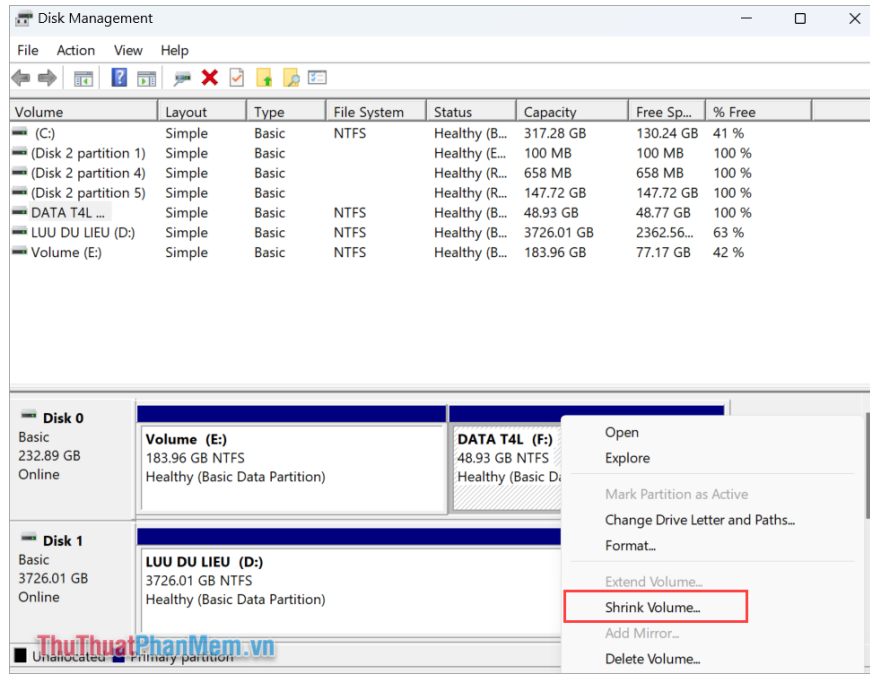 Disk Management
File Action View Help
Volume Layout Type File System Status Capacity Free Sp... % Free
(C:) Simple Basic NTFS Healthy (B... 317.28 GB 130.24 GB 41 %
(Disk 2 partition 1) Simple Basic Healthy (E... 100 MB 100 MB 100 %
(Disk 2 partition 4) Simple Basic Healthy (R... 658 MB 658 MB 100 %
(Disk 2 partition 5) Simple Basic Healthy (R... 147.72 GB 147.72 GB 100 %
DATA T4L ... Simple Basic NTFS Healthy (B... 48.93 GB 48.77 GB 100 %
LUU DU LIEU (D:) Simple Basic NTFS Healthy (B... 3726.01 GB 2362.56... 63 %
Volume (E:) Simple Basic NTFS Healthy (B... 183.96 GB 77.17 GB 42 %
Disk 0
Basic
232.89 GB
Online
Volume (E:)
183.96 GB NTFS
Healthy (Basic Data Partition)
DATA T4L (F:)
48.93 GB NTFS
Healthy (Basic Da
Open
Explore
Mark Partition as Active
Change Drive Letter and Paths...
Format...
Extend Volume...
Shrink Volume...
Add Mirror...
Delete Volume...
Disk 1
Basic
3726.01 GB
Online
LUU DU LIEU (D:)
3726.01 GB NTFS
Healthy (Basic Data Partition)
ThuThuatPhanMem.vn
Unallocated Primary partition